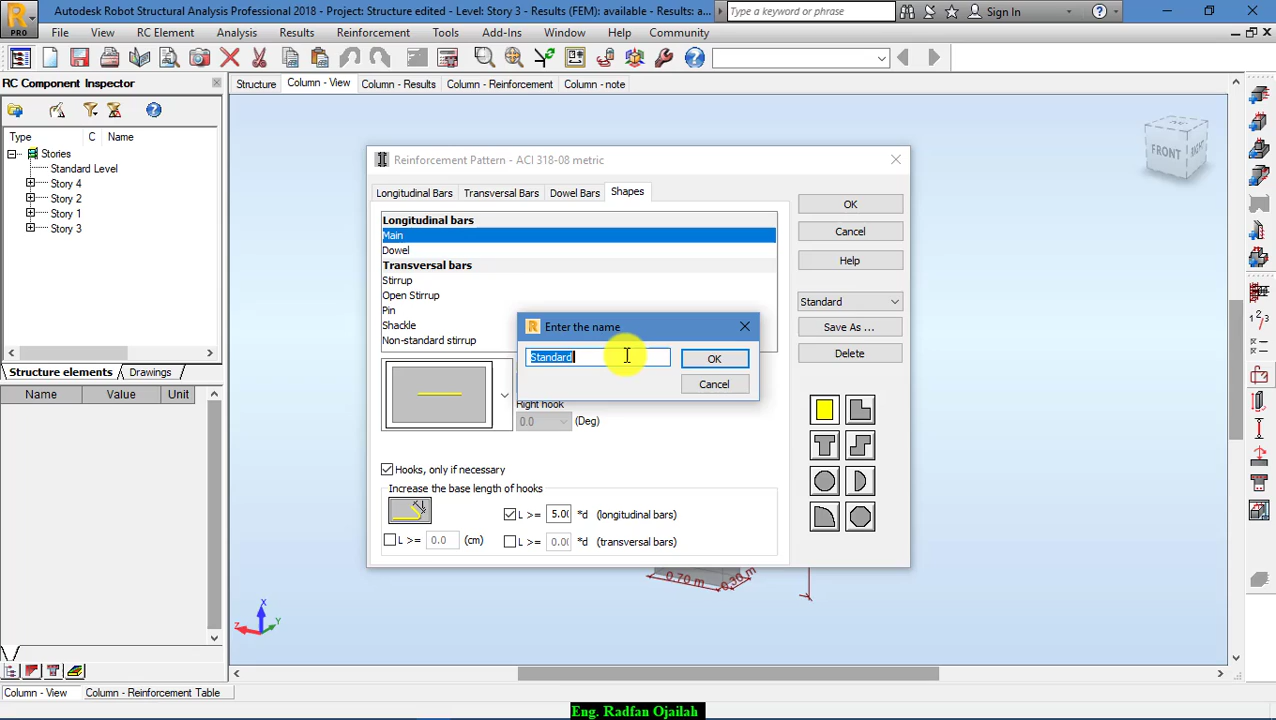 Autodesk Robot Structural Analysis Professional 2018 - Project: Structure edited - Level: Story 3 - Results (FEM): available - Results: a...
Type a keyword or phrase
Sign In
PRO
File View RC Element Analysis Results Reinforcement Tools Add-Ins Window Help Community
RC Component Inspector
Structure Column - View Column - Results Column - Reinforcement Column - note
Type C Name
Stories
Standard Level
Story 4
Story 2
Story 1
Story 3
Structure elements Drawings
Name Value Unit
Reinforcement Pattern - ACI 318-08 metric
Longitudinal Bars Transversal Bars Dowel Bars Shapes
Longitudinal bars
Main
Dowel
Transversal bars
Stirrup
Open Stirrup
Pin
Shackle
Non-standard stirrup
OK
Cancel
Help
Standard
Save As ...
Delete
Enter the name
Standard
OK
Cancel
Right hook
0.0 (Deg)
Hooks, only if necessary
Increase the base length of hooks
L >= 5.00 *d (longitudinal bars)
L >= 0.0 (cm) L >= 0.00 *d (transversal bars)
FRONT
0.70 m 0.30 m
X
Z Y
Column - View Column - Reinforcement Table
Eng. Radfan Ojailah